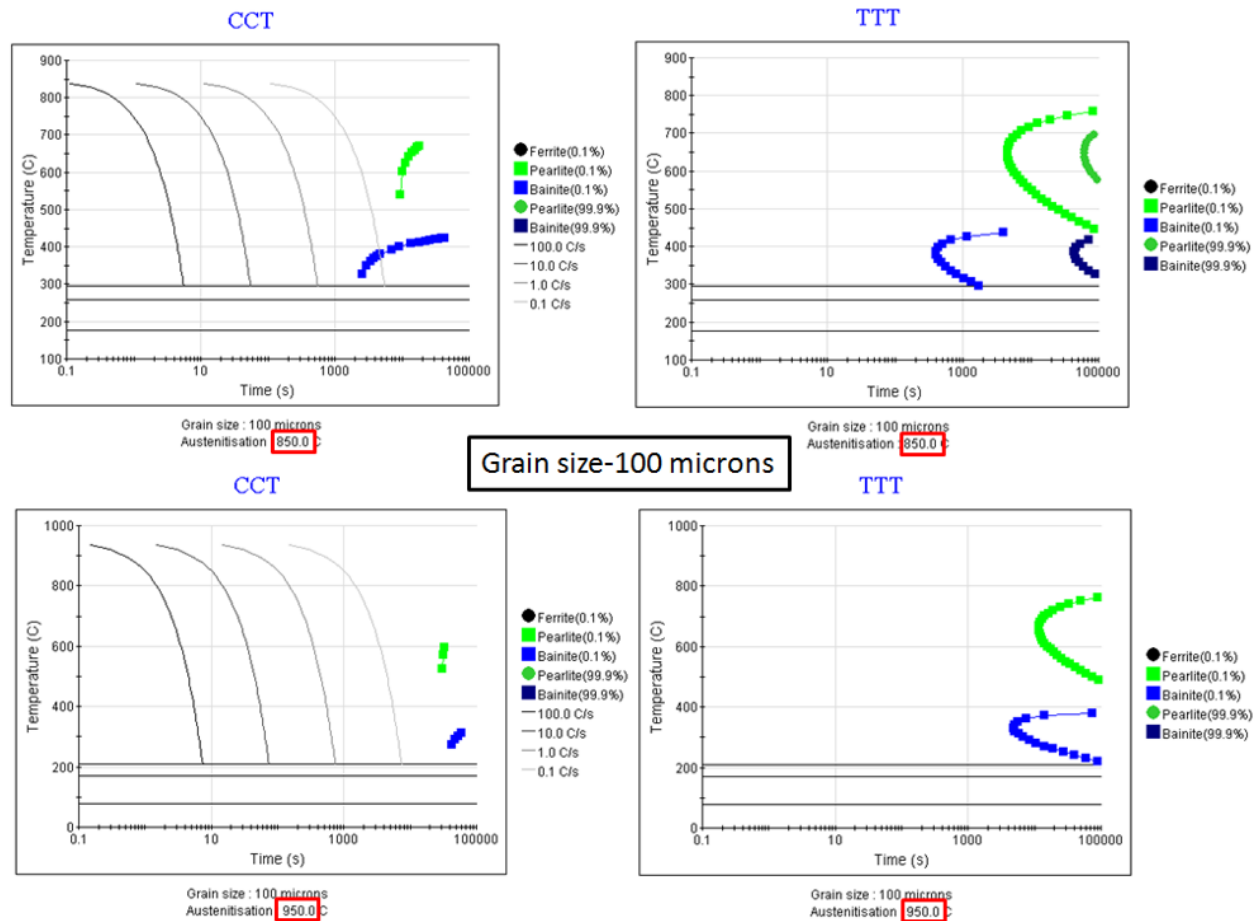 CCT
TTT
900
800
700
600
500
400
300
200
100
Temperature (C)
0.1
10
1000
100000
Time (s)
Ferrite(0.1%)
Pearlite(0.1%)
Bainite(0.1%)
Pearlite(99.9%)
Bainite(99.9%)
100.0 C/s
10.0 C/s
1.0 C/s
0.1 C/s
Grain size : 100 microns
Austenitisation : 850.0 C
900
800
700
600
500
400
300
200
100
Temperature (C)
0.1
10
1000
100000
Time (s)
Ferrite(0.1%)
Pearlite(0.1%)
Bainite(0.1%)
Pearlite(99.9%)
Bainite(99.9%)
Grain size : 100 microns
Austenitisation : 850.0 C
Grain size-100 microns
CCT
TTT
1000
800
600
400
200
0
Temperature (C)
0.1
10
1000
100000
Time (s)
Ferrite(0.1%)
Pearlite(0.1%)
Bainite(0.1%)
Pearlite(99.9%)
Bainite(99.9%)
100.0 C/s
10.0 C/s
1.0 C/s
0.1 C/s
Grain size : 100 microns
Austenitisation : 950.0 C
1000
800
600
400
200
0
Temperature (C)
0.1
10
1000
100000
Time (s)
Ferrite(0.1%)
Pearlite(0.1%)
Bainite(0.1%)
Pearlite(99.9%)
Bainite(99.9%)
Grain size : 100 microns
Austenitisation : 950.0 C